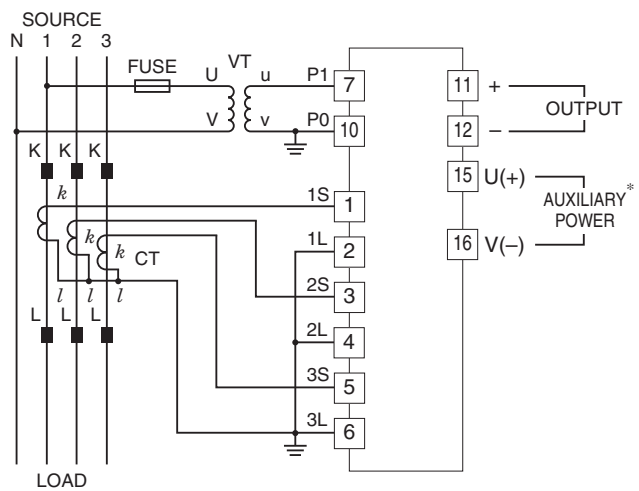 SOURCE
N 1 2 3
FUSE
U VT u P1 7
V v P0 10
11 +
OUTPUT
12 −
15 U(+)
AUXILIARY*
POWER
16 V(−)
K K K
k 1S 1
k
k CT
1L 2
l l l
2S 3
L L L
2L 4
3S 5
3L 6
LOAD